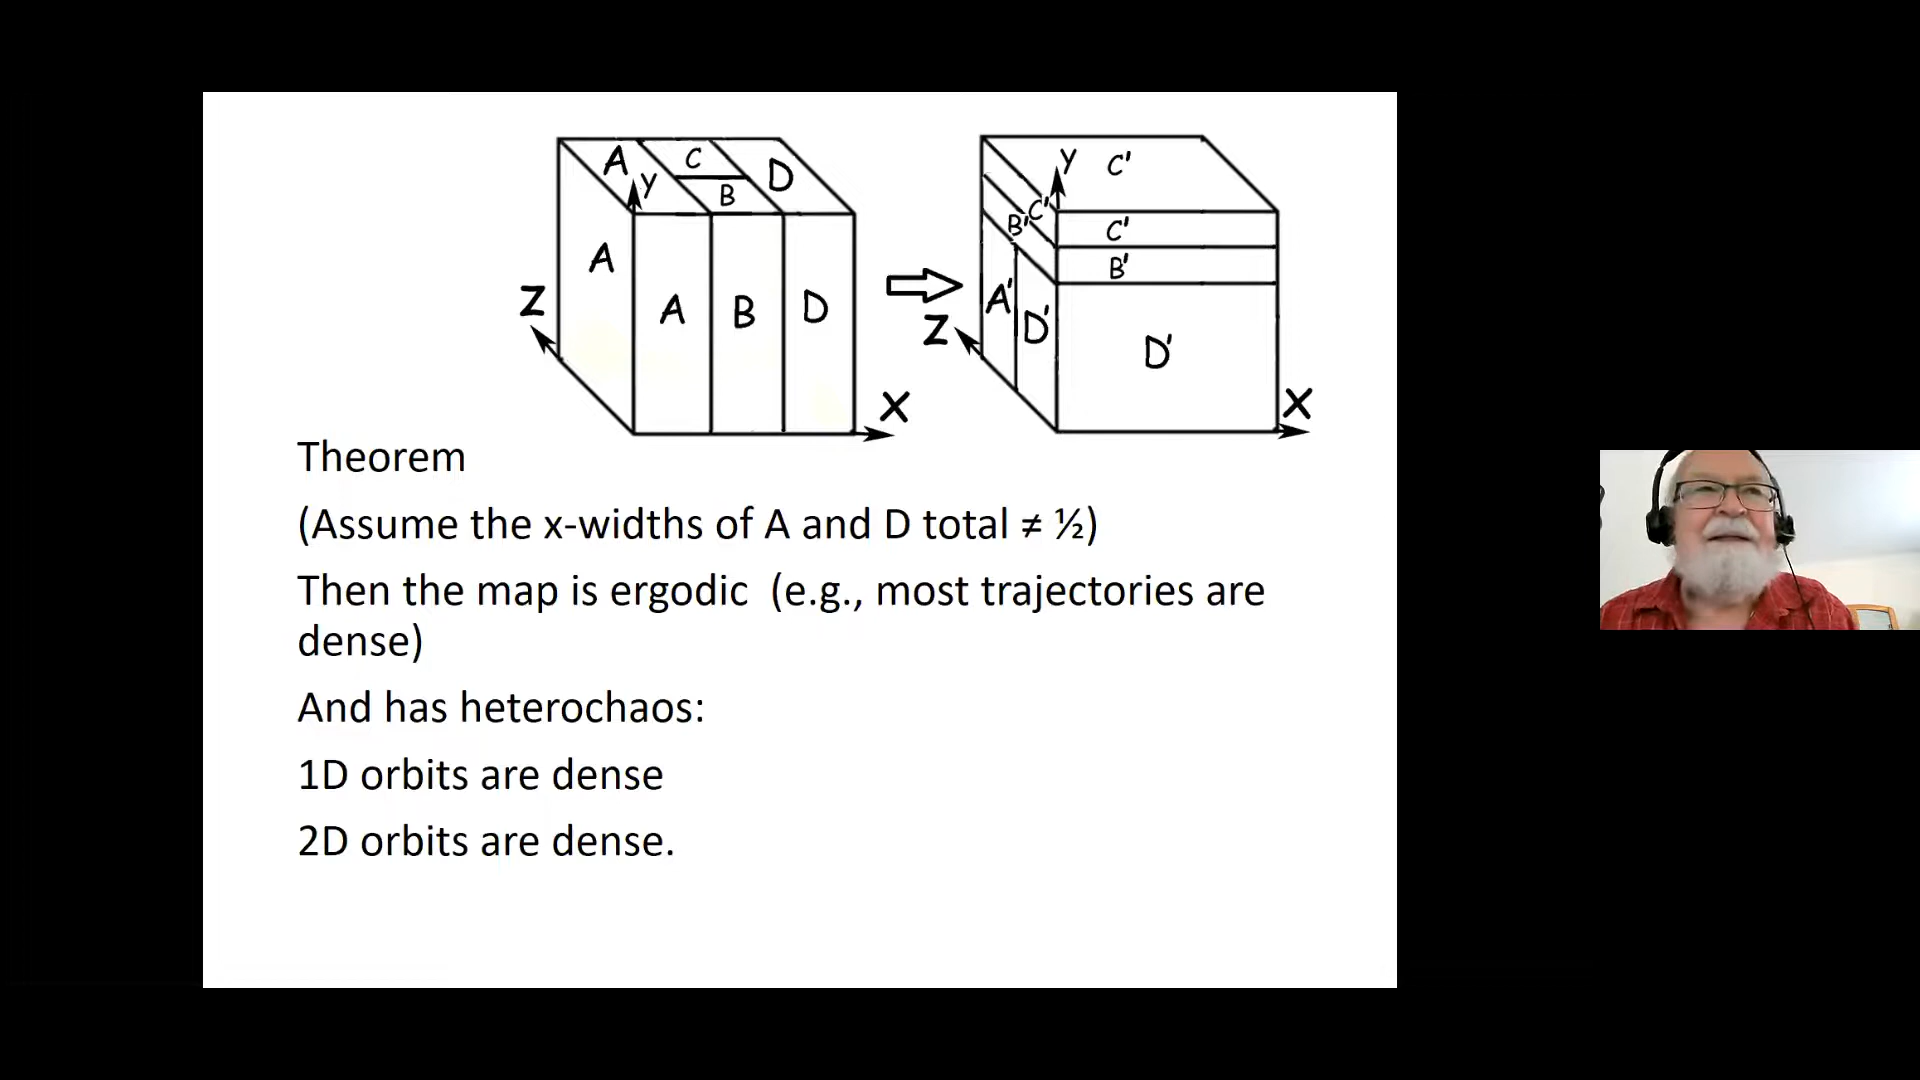 A
C
D
Y
B
A
A
B
D
Z
X
Y
C'
C'
B'
C'
B'
A'
D'
D'
Z
X
Theorem
(Assume the x-widths of A and D total ≠ ½)
Then the map is ergodic (e.g., most trajectories are
dense)
And has heterochaos:
1D orbits are dense
2D orbits are dense.